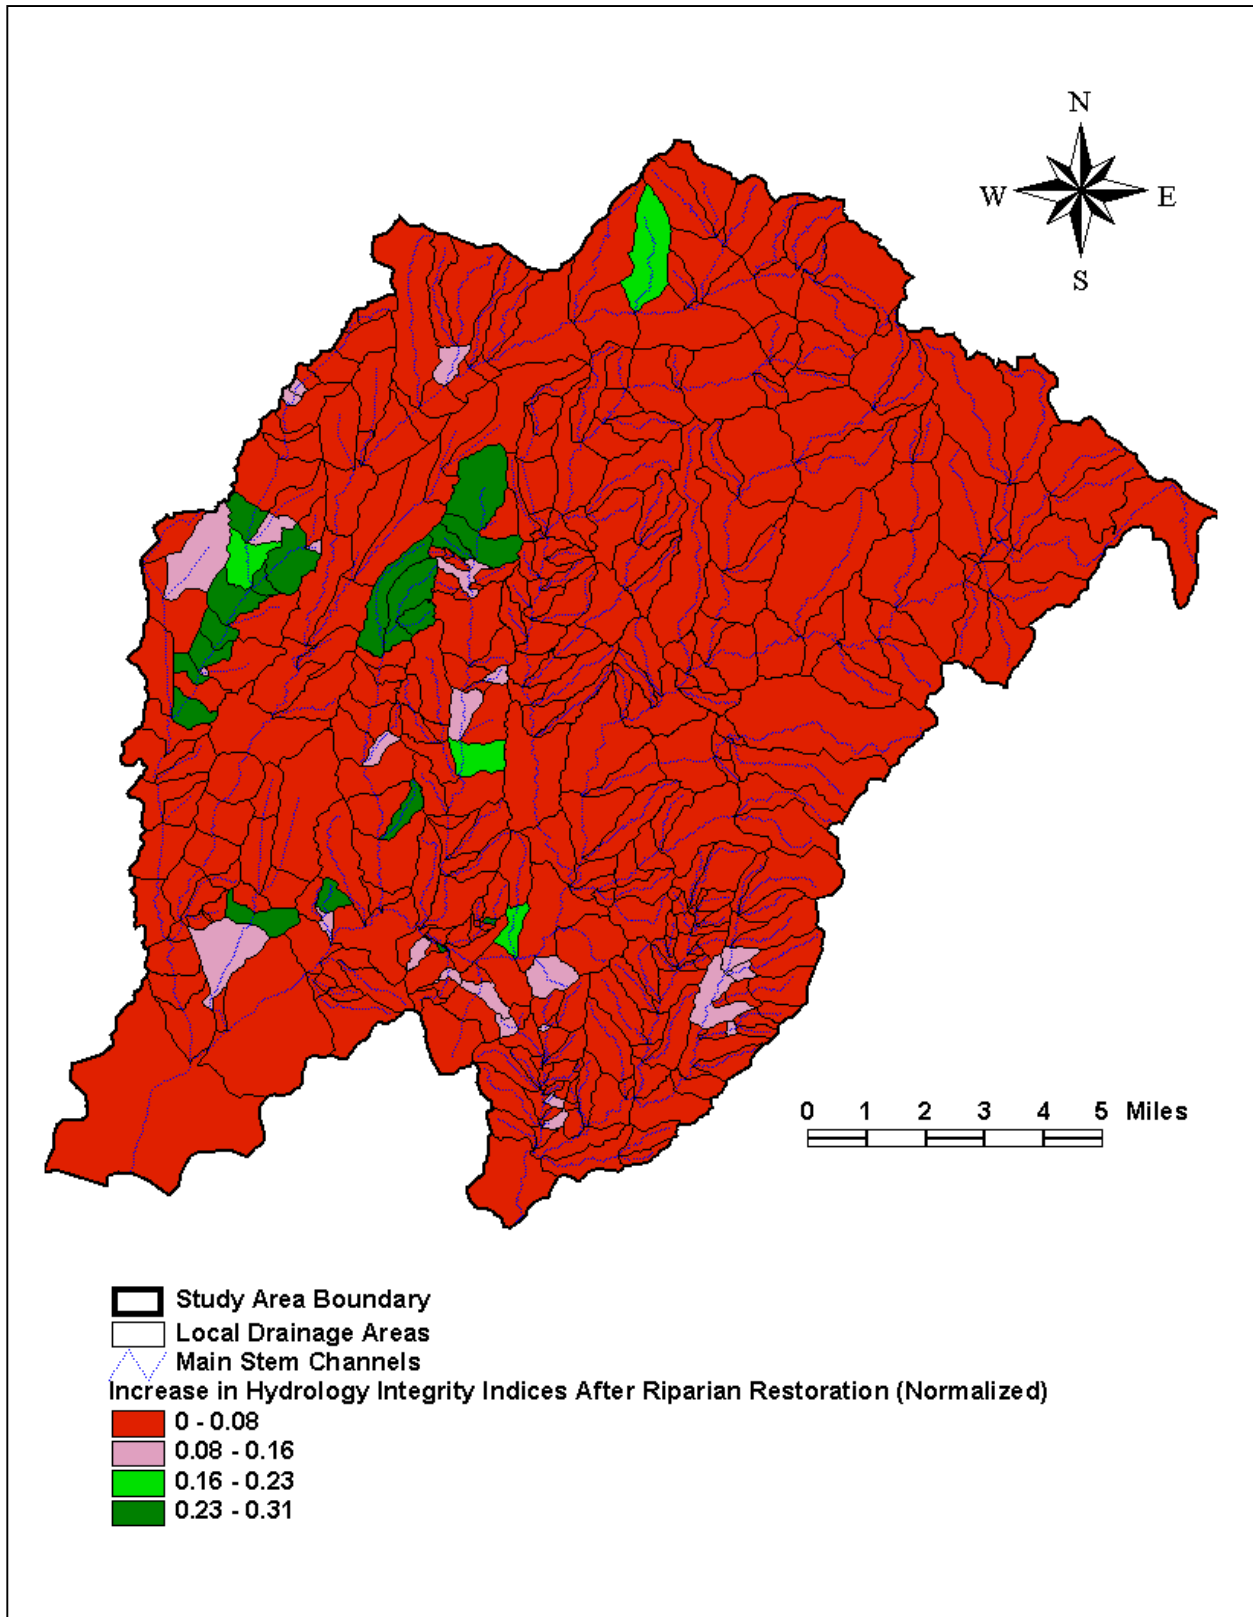 N
W E
S
0 1 2 3 4 5 Miles
Study Area Boundary
Local Drainage Areas
Main Stem Channels
Increase in Hydrology Integrity Indices After Riparian Restoration (Normalized)
0 - 0.08
0.08 - 0.16
0.16 - 0.23
0.23 - 0.31